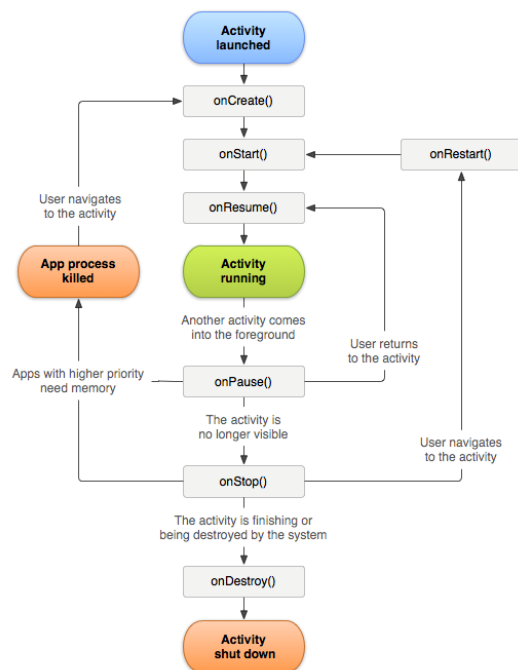 Activity
launched
onCreate()
onStart()
onRestart()
User navigates
to the activity
onResume()
App process
killed
Activity
running
Another activity comes
into the foreground
User returns
to the activity
Apps with higher priority
need memory
onPause()
The activity is
no longer visible
User navigates
to the activity
onStop()
The activity is finishing or
being destroyed by the system
onDestroy()
Activity
shut down